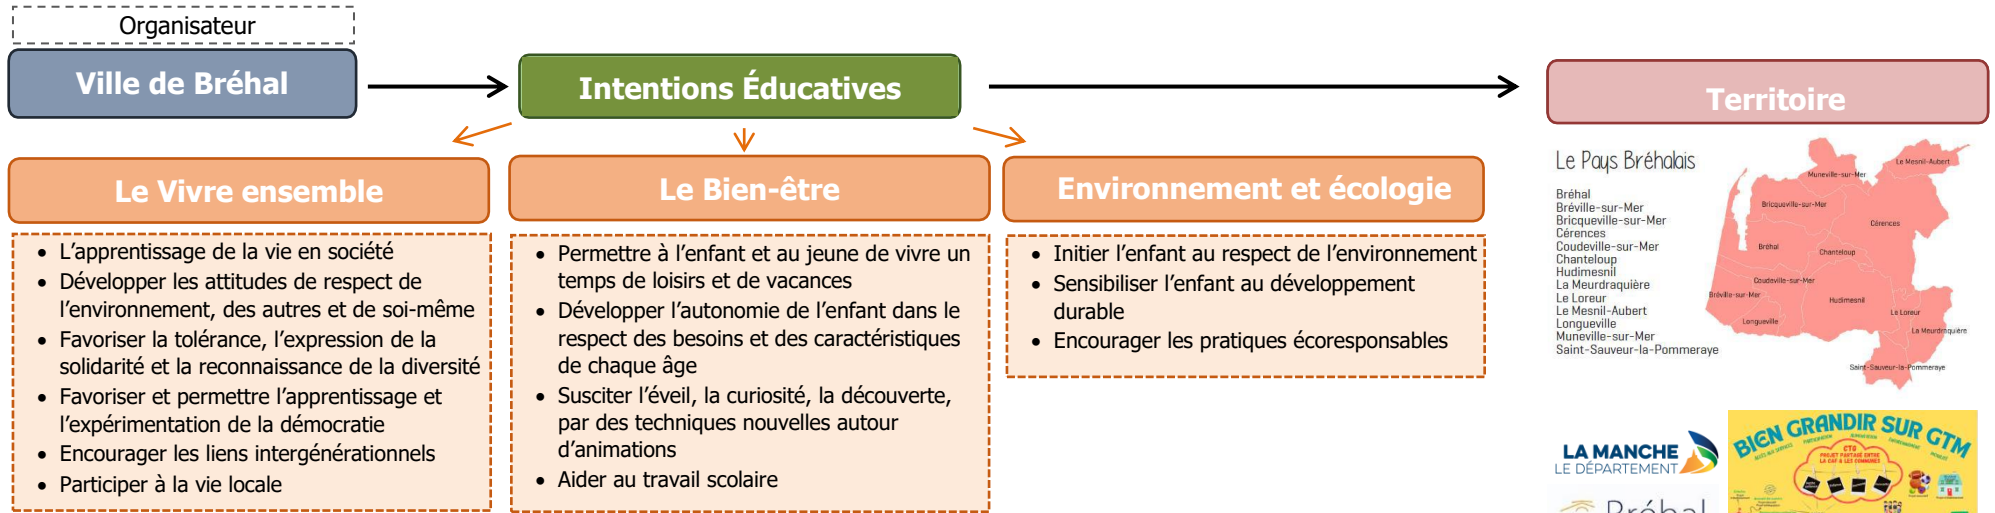 Organisateur
Ville de Bréhal
Intentions Éducatives
Territoire
Le Vivre ensemble
• L'apprentissage de la vie en société
• Développer les attitudes de respect de
l'environnement, des autres et de soi-même
• Favoriser la tolérance, l'expression de la
solidarité et la reconnaissance de la diversité
• Favoriser et permettre l'apprentissage et
l'expérimentation de la démocratie
• Encourager les liens intergénérationnels
• Participer à la vie locale
Le Bien-être
• Permettre à l'enfant et au jeune de vivre un
temps de loisirs et de vacances
• Développer l'autonomie de l'enfant dans le
respect des besoins et des caractéristiques
de chaque âge
• Susciter l'éveil, la curiosité, la découverte,
par des techniques nouvelles autour
d'animations
• Aider au travail scolaire
Environnement et écologie
• Initier l'enfant au respect de l'environnement
• Sensibiliser l'enfant au développement
durable
• Encourager les pratiques écoresponsables
Le Pays Bréhalais
Bréhal
Bréville-sur-Mer
Bricqueville-sur-Mer
Cérences
Coudeville-sur-Mer
Chanteloup
Hudimesnil
La Meurdraquière
Le Loreur
Le Mesnil-Aubert
Longueville
Muneville-sur-Mer
Saint-Sauveur-la-Pommeraye
Le Mesnil-Aubert
Muneville-sur-Mer
Bricqueville-sur-Mer
Cérences
Bréhal
Chanteloup
Coudeville-sur-Mer
Bréville-sur-Mer
Hudimesnil
Le Loreur
Longueville
La Meurdraquière
Saint-Sauveur-la-Pommeraye
LA MANCHE
LE DÉPARTEMENT
Bréhal
BIEN GRANDIR SUR GTM
CTG
PROJET PARTAGÉ ENTRE
LA CAF & LES COMMUNES